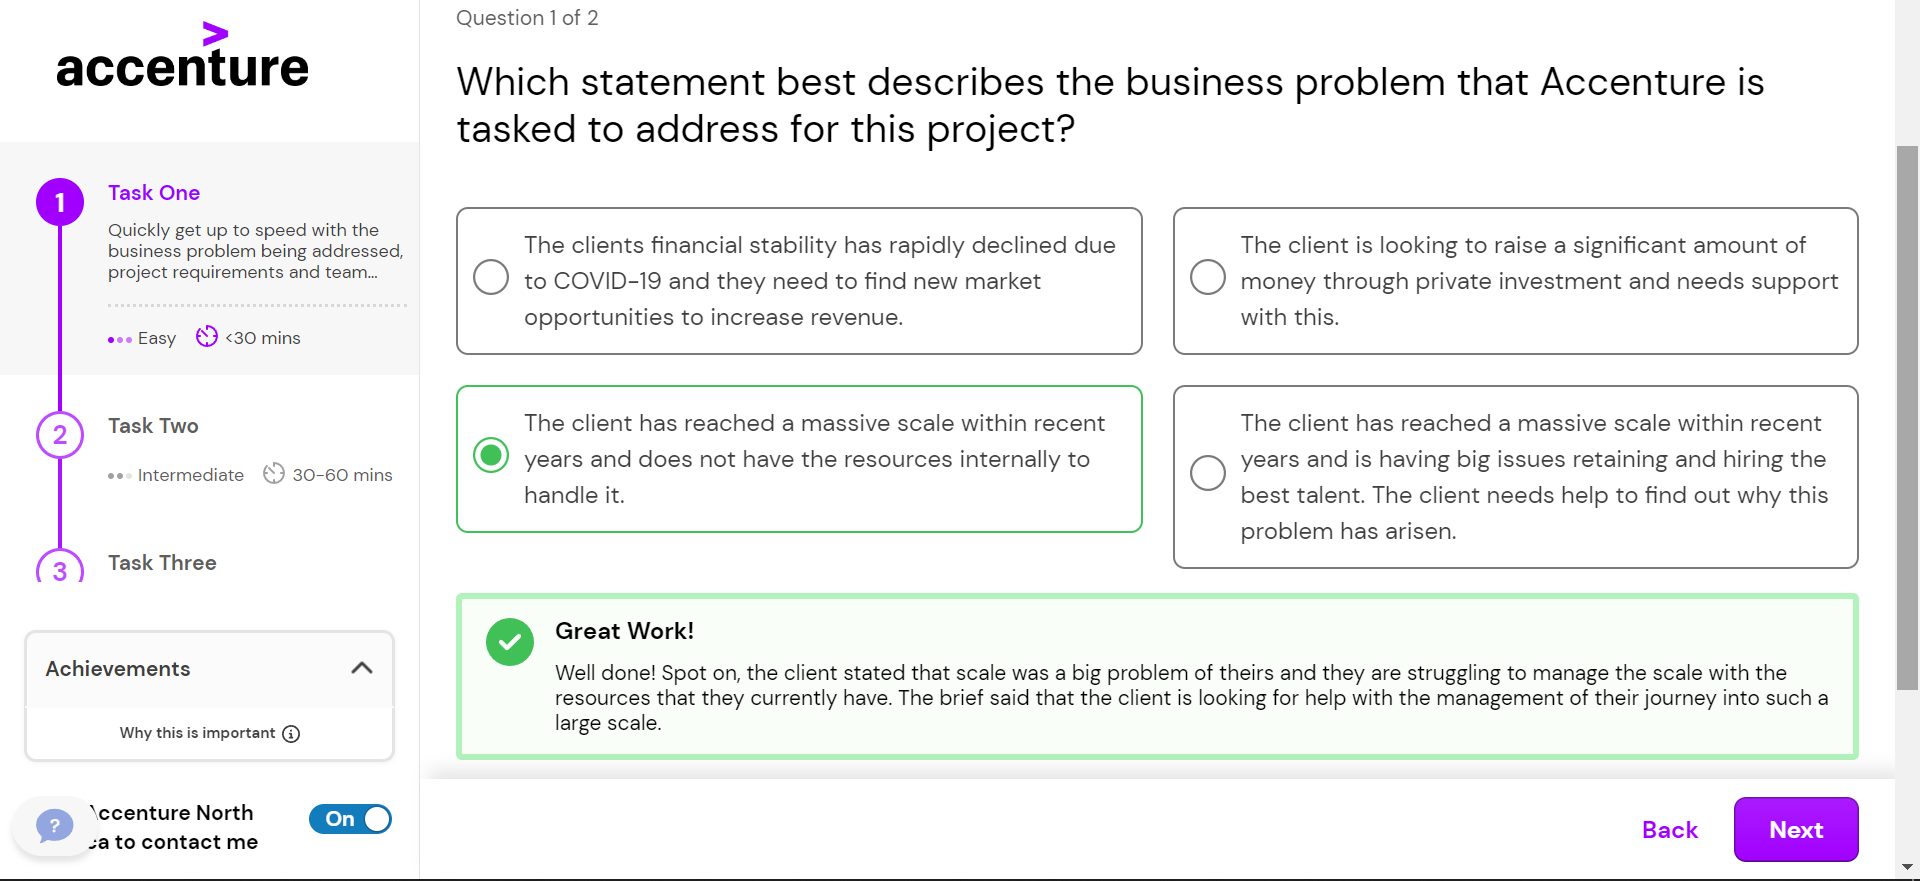 accenture
1
Task One
Quickly get up to speed with the
business problem being addressed,
project requirements and team...
Easy
<30 mins
2
Task Two
Intermediate
30-60 mins
3
Task Three
Achievements
Why this is important
Accenture North
ca to contact me
On
?
Question 1 of 2
Which statement best describes the business problem that Accenture is
tasked to address for this project?
The clients financial stability has rapidly declined due
to COVID-19 and they need to find new market
opportunities to increase revenue.
The client is looking to raise a significant amount of
money through private investment and needs support
with this.
The client has reached a massive scale within recent
years and does not have the resources internally to
handle it.
The client has reached a massive scale within recent
years and is having big issues retaining and hiring the
best talent. The client needs help to find out why this
problem has arisen.
Great Work!
Well done! Spot on, the client stated that scale was a big problem of theirs and they are struggling to manage the scale with the
resources that they currently have. The brief said that the client is looking for help with the management of their journey into such a
large scale.
Back
Next